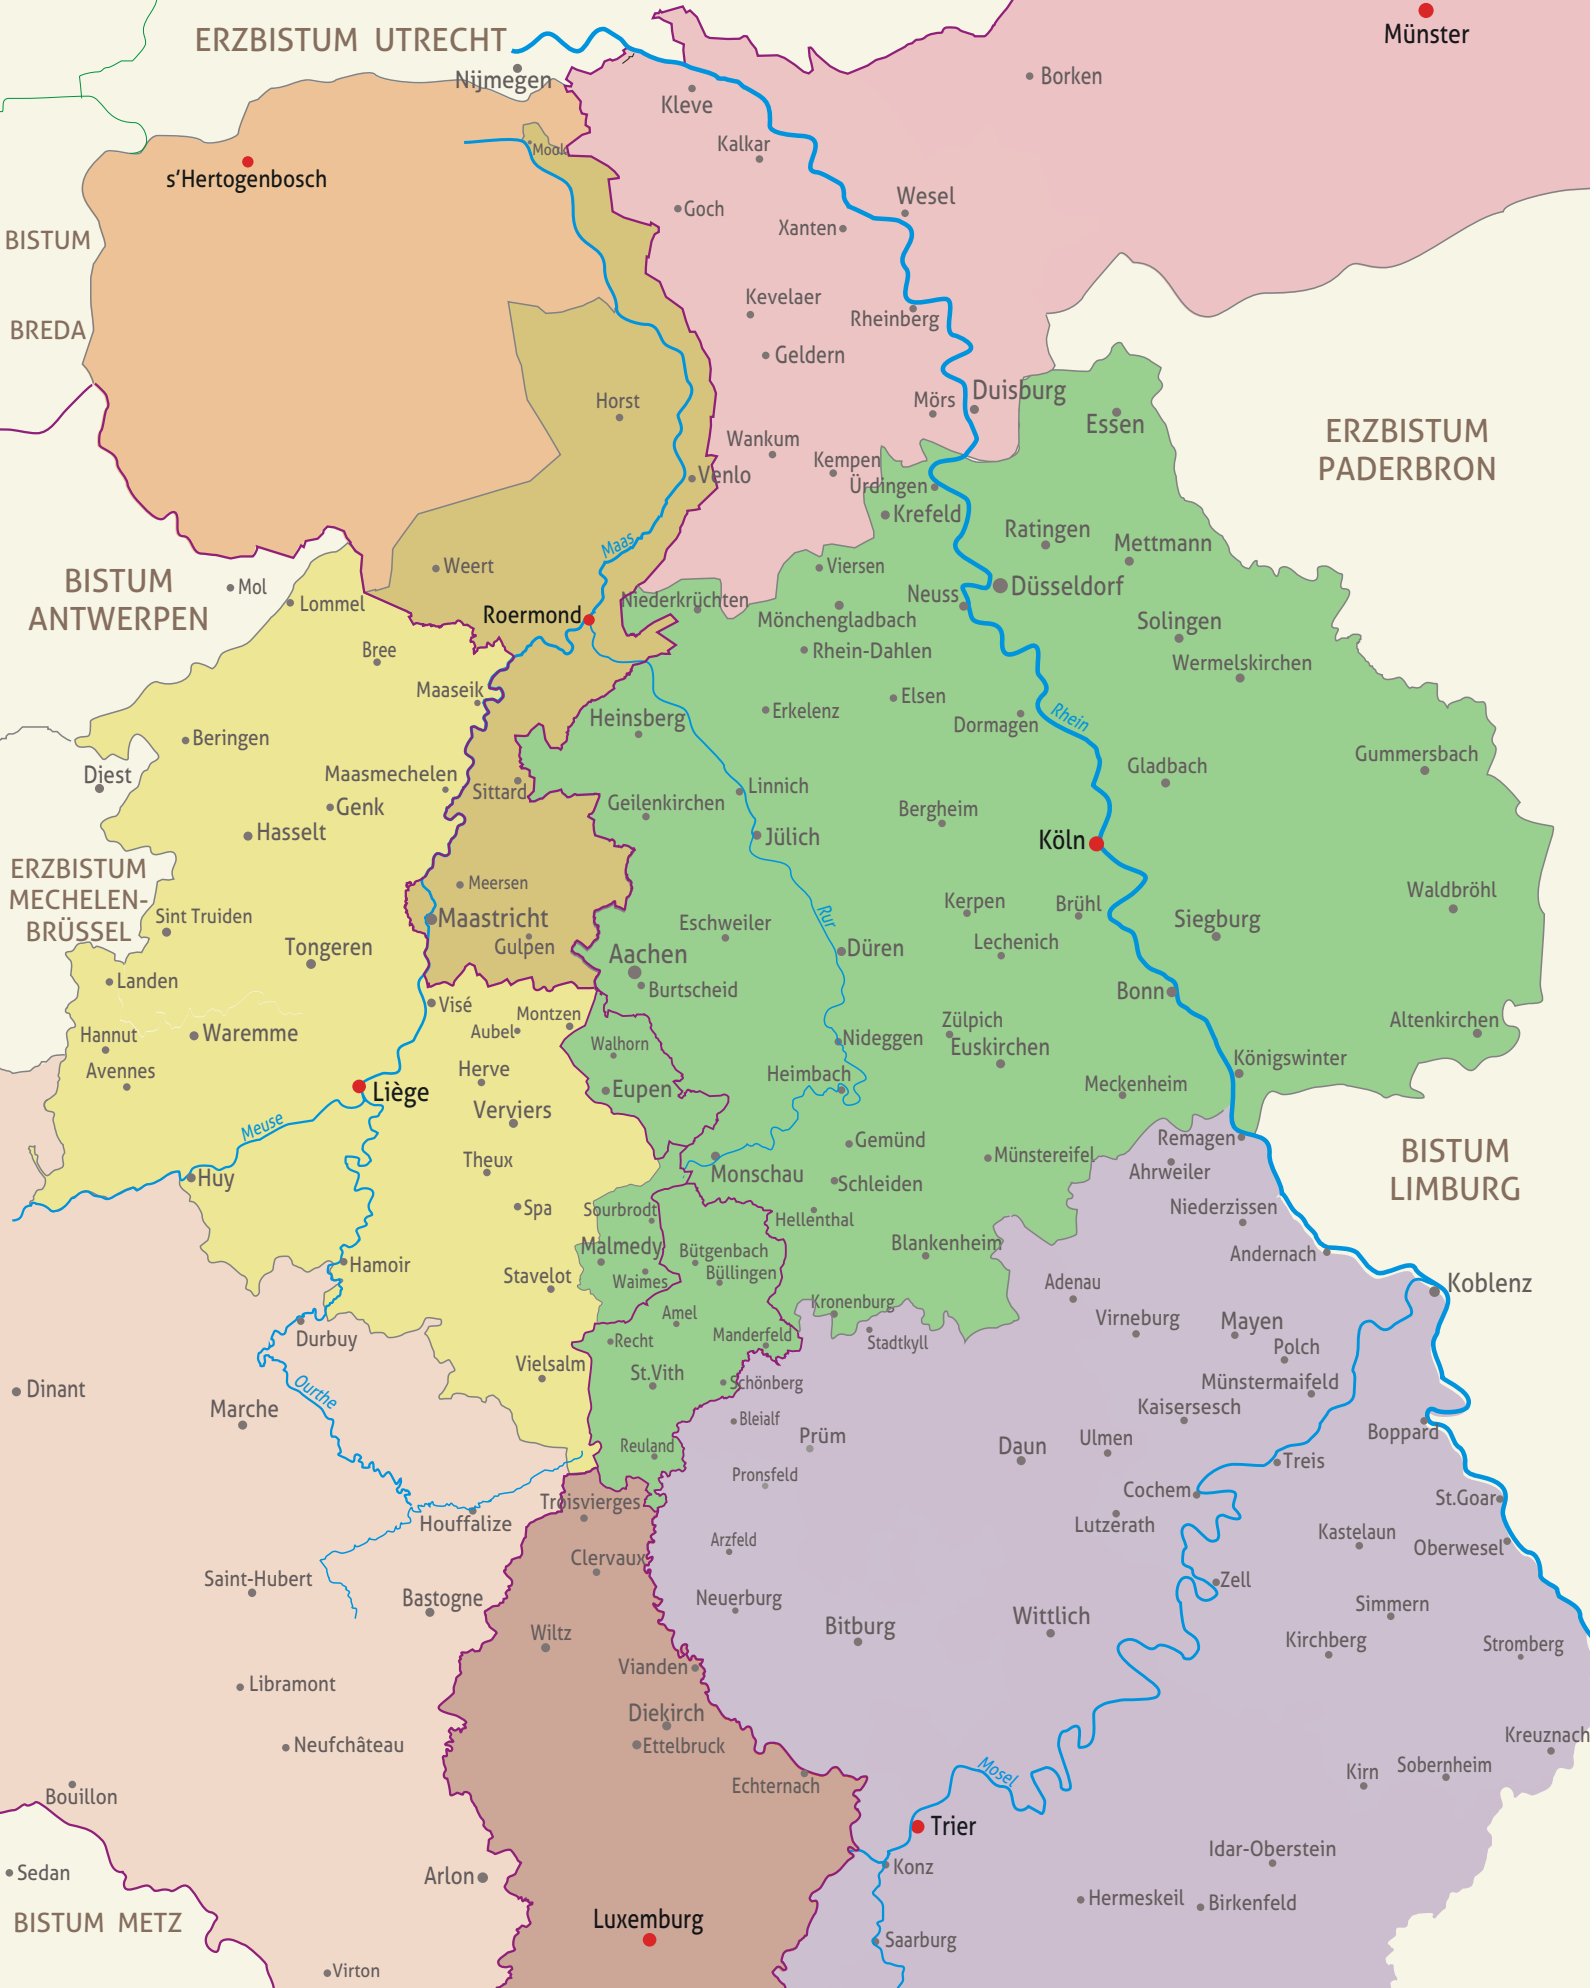 ERZBISTUM UTRECHT
Münster
Nijmegen
Borken
Kleve
Kalkar
Mook
s'Hertogenbosch
Wesel
Goch
Xanten
BISTUM
BREDA
Kevelaer
Rheinberg
Geldern
Horst
Mörs
Duisburg
Essen
ERZBISTUM
PADERBRON
Wankum
Kempen
Venlo
Ürdingen
Krefeld
Ratingen
Mettmann
Maas
Weert
Viersen
BISTUM
ANTWERPEN
Mol
Lommel
Düsseldorf
Neuss
Niederkrüchten
Roermond
Mönchengladbach
Solingen
Bree
Rhein-Dahlen
Wermelskirchen
Maaseik
Elsen
Erkelenz
Heinsberg
Dormagen
Rhein
Beringen
Diest
Maasmechelen
Genk
Sittard
Linnich
Gladbach
Gummersbach
Geilenkirchen
Bergheim
Hasselt
Jülich
Köln
ERZBISTUM
MECHELEN-
BRÜSSEL
Meersen
Waldbröhl
Sint Truiden
Maastricht
Gulpen
Eschweiler
Rur
Kerpen
Brühl
Siegburg
Tongeren
Aachen
Düren
Lechenich
Landen
Burtscheid
Bonn
Visé
Montzen
Aubel
Hannut
Waremme
Walhorn
Nideggen
Zülpich
Euskirchen
Altenkirchen
Avennes
Herve
Heimbach
Königswinter
Liège
Eupen
Meckenheim
Verviers
Meuse
Gemünd
Remagen
Theux
Monschau
Münstereifel
Ahrweiler
BISTUM
LIMBURG
Huy
Schleiden
Spa
Sourbrodt
Hellenthal
Niederzissen
Malmedy
Bütgenbach
Blankenheim
Andernach
Hamoir
Stavelot
Waimes
Büllingen
Adenau
Koblenz
Amel
Kronenburg
Virneburg
Mayen
Durbuy
Recht
Manderfeld
Stadtkyll
Polch
Vielsalm
St.Vith
Schönberg
Münstermaifeld
Dinant
Ourthe
Marche
Bleialf
Kaisersesch
Boppard
Prüm
Daun
Ulmen
Reuland
Treis
Pronsfeld
Cochem
St.Goar
Troisvierges
Houffalize
Lutzerath
Kastelaun
Oberwesel
Arzfeld
Clervaux
Saint-Hubert
Zell
Bastogne
Neuerburg
Simmern
Wittlich
Bitburg
Wiltz
Kirchberg
Stromberg
Vianden
Libramont
Diekirch
Ettelbruck
Neufchâteau
Kreuznach
Echternach
Mosel
Kirn
Sobernheim
Bouillon
Trier
Idar-Oberstein
Sedan
Arlon
Konz
Hermeskeil
Birkenfeld
BISTUM METZ
Luxemburg
Saarburg
Virton